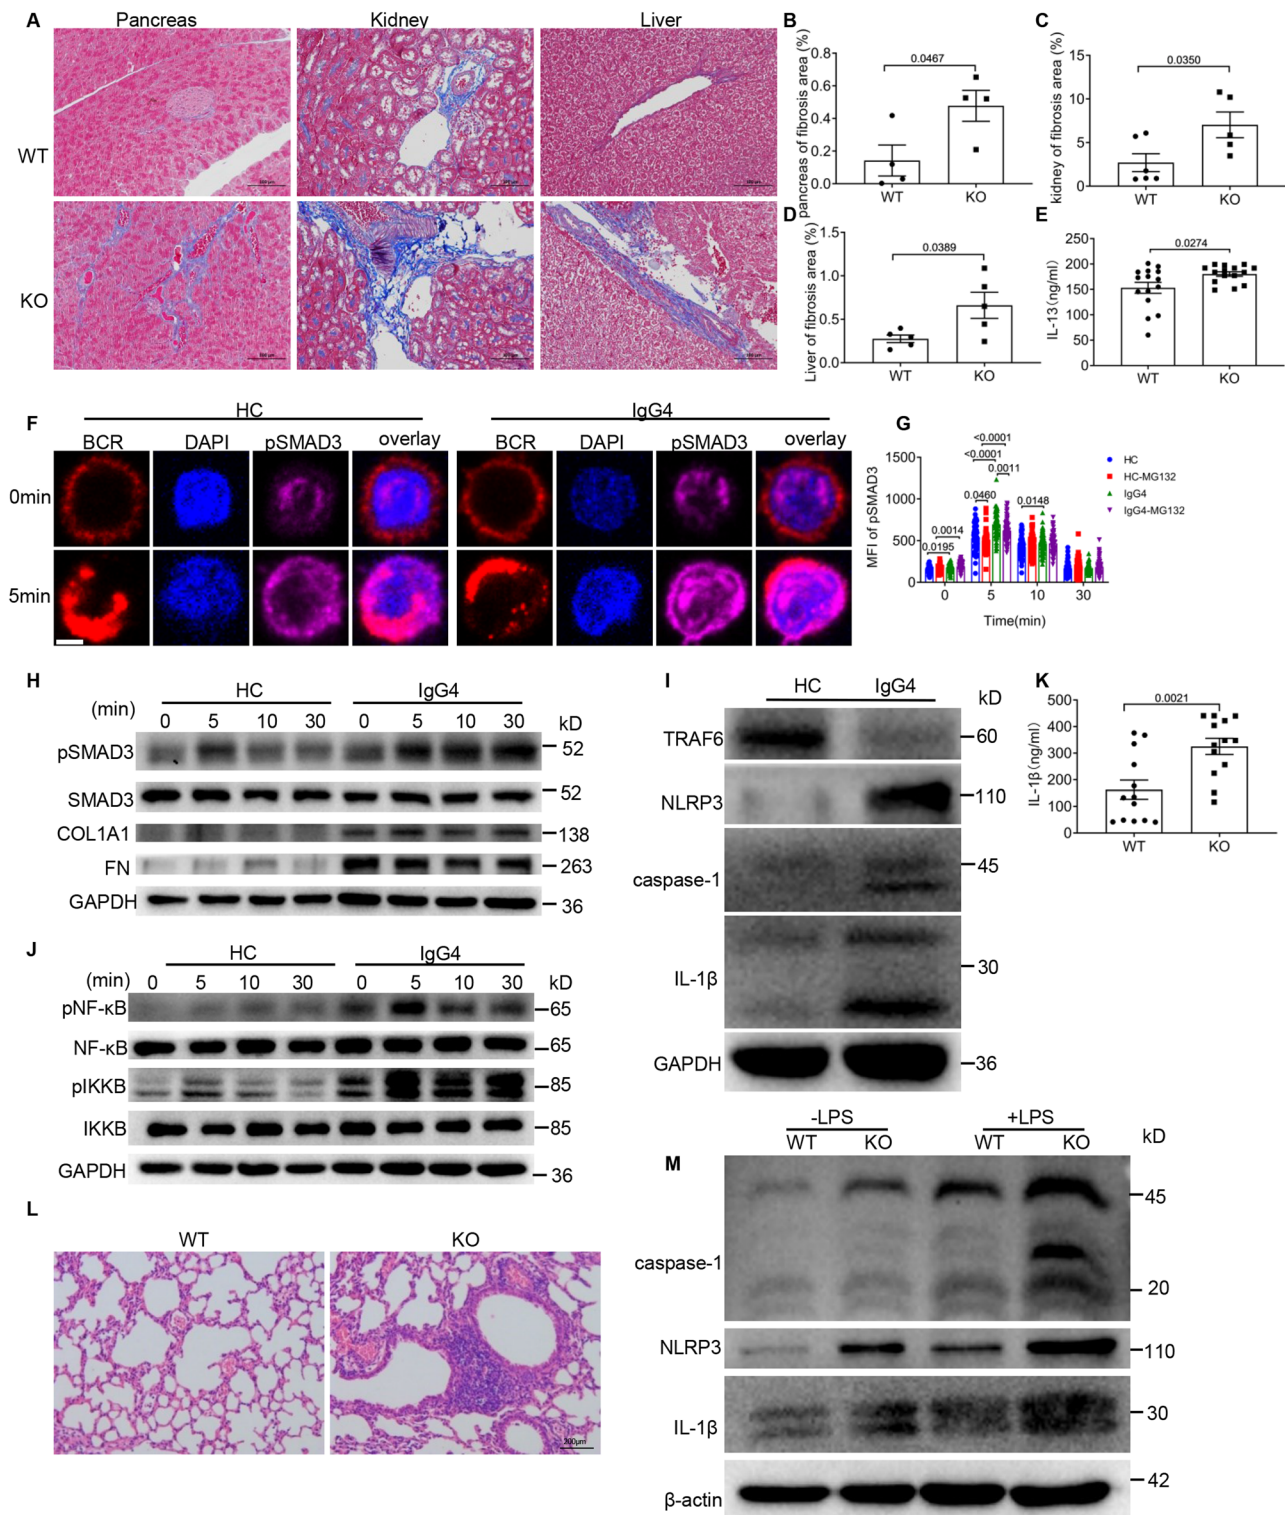 A
Pancreas
Kidney
Liver
WT
KO
B
pancreas of fibrosis area (%)
0.8
0.6
0.4
0.2
0.0
0.0467
WT
KO
C
kidney of fibrosis area (%)
15
10
5
0
0.0350
WT
KO
D
Liver of fibrosis area (%)
1.5
1.0
0.5
0.0
0.0389
WT
KO
E
IL-13(ng/ml)
250
200
150
100
50
0
0.0274
WT
KO
F
HC
IgG4
BCR
DAPI
pSMAD3
overlay
BCR
DAPI
pSMAD3
overlay
0min
5min
G
MFI of pSMAD3
1500
1000
500
0
0.0195
0.0014
0.0460
<0.0001
<0.0001
0.0011
0.0148
0
5
10
30
Time(min)
HC
HC-MG132
IgG4
IgG4-MG132
H
HC
IgG4
(min)
0
5
10
30
0
5
10
30
kD
pSMAD3
52
SMAD3
52
COL1A1
138
FN
263
GAPDH
36
I
HC
IgG4
kD
TRAF6
60
NLRP3
110
caspase-1
45
IL-1β
30
GAPDH
36
K
IL-1β(ng/ml)
500
400
300
200
100
0
0.0021
WT
KO
J
HC
IgG4
(min)
0
5
10
30
0
5
10
30
kD
pNF-κB
65
NF-κB
65
pIKKB
85
IKKB
85
GAPDH
36
L
WT
KO
200μm
M
-LPS
+LPS
WT
KO
WT
KO
kD
caspase-1
45
20
NLRP3
110
IL-1β
30
β-actin
42